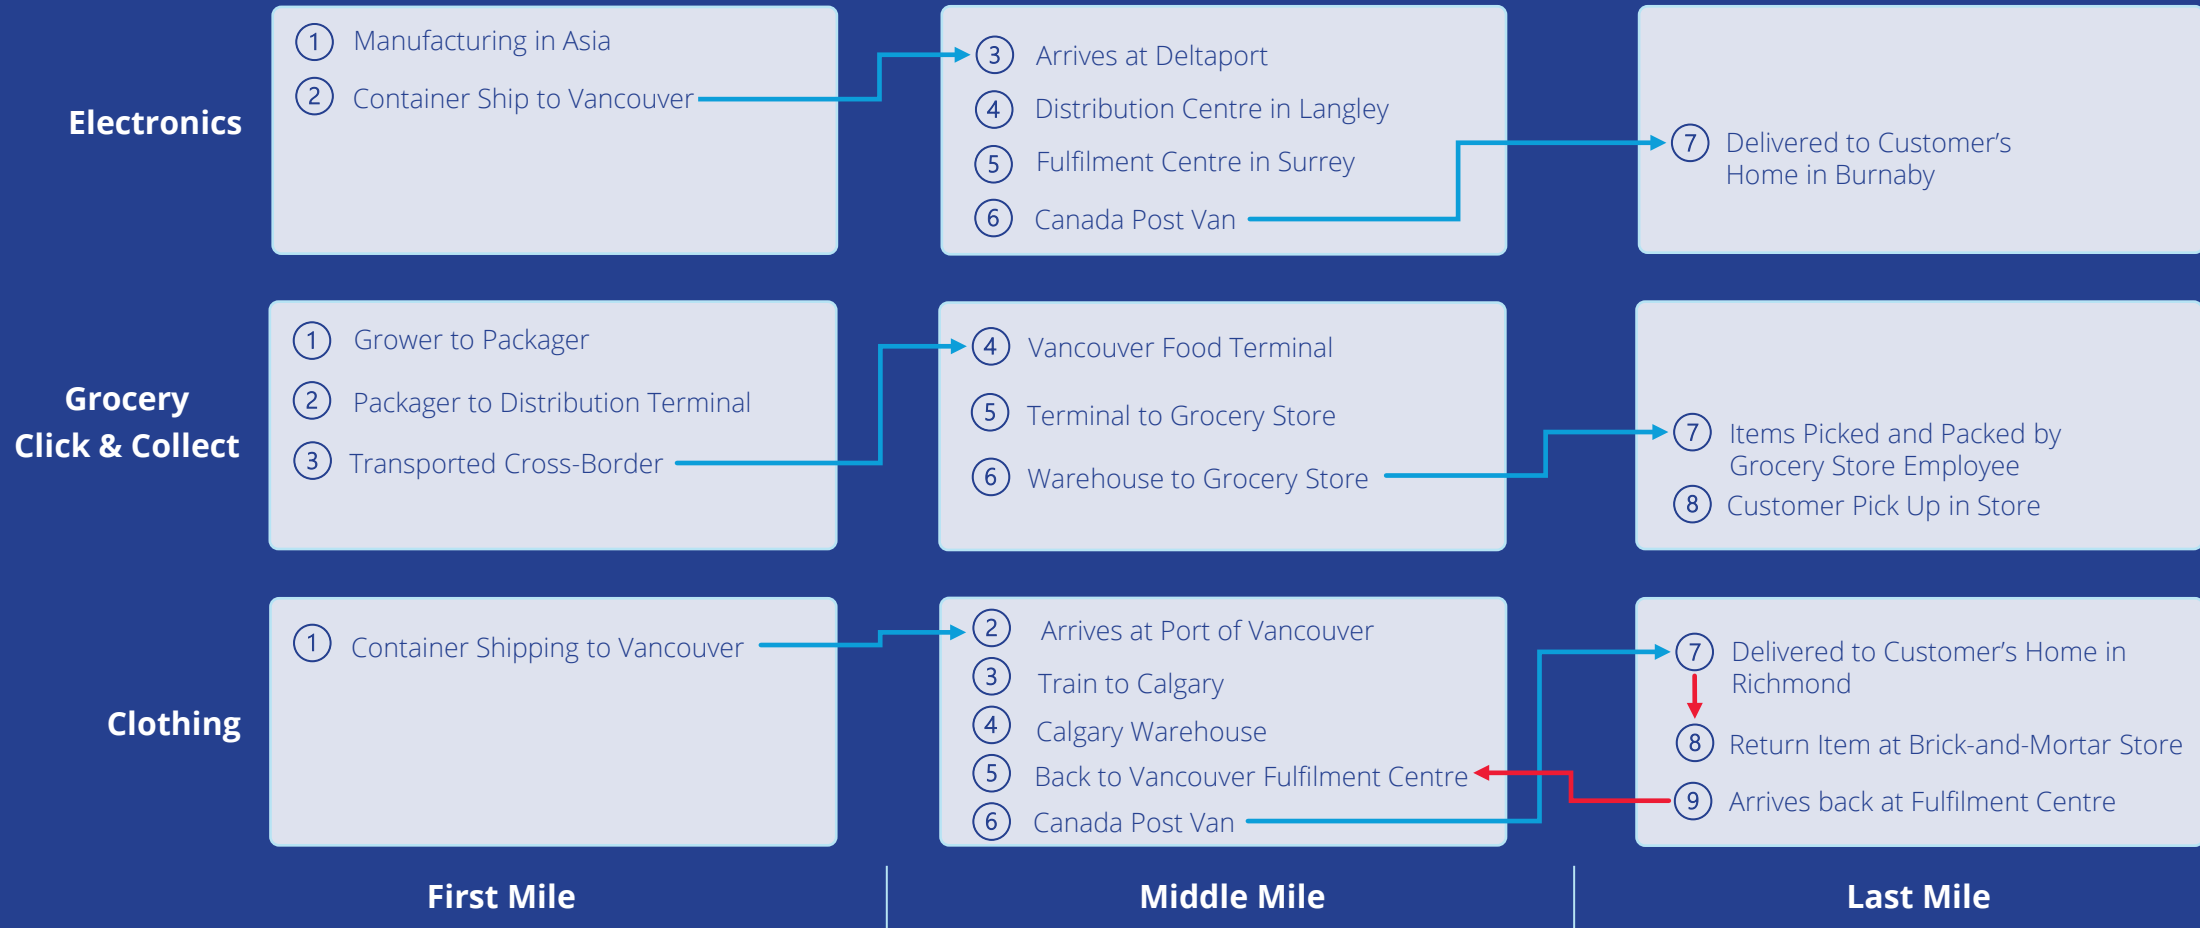 Electronics
1 Manufacturing in Asia
2 Container Ship to Vancouver
3 Arrives at Deltaport
4 Distribution Centre in Langley
5 Fulfilment Centre in Surrey
6 Canada Post Van
7 Delivered to Customer’s
Home in Burnaby
Grocery
Click & Collect
1 Grower to Packager
2 Packager to Distribution Terminal
3 Transported Cross-Border
4 Vancouver Food Terminal
5 Terminal to Grocery Store
6 Warehouse to Grocery Store
7 Items Picked and Packed by
Grocery Store Employee
8 Customer Pick Up in Store
Clothing
1 Container Shipping to Vancouver
2 Arrives at Port of Vancouver
3 Train to Calgary
4 Calgary Warehouse
5 Back to Vancouver Fulfilment Centre
6 Canada Post Van
7 Delivered to Customer’s Home in
Richmond
8 Return Item at Brick-and-Mortar Store
9 Arrives back at Fulfilment Centre
First Mile
Middle Mile
Last Mile